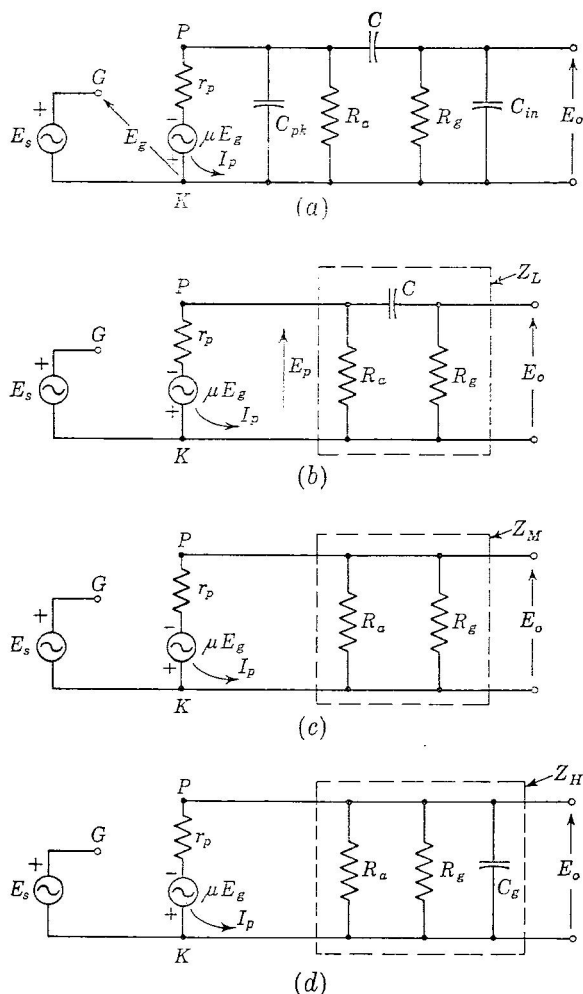 P
C
G
r_p
+
-
E_s
E_g
μE_g
+
I_p
C_pk
R_a
R_g
C_in
E_o
K
(a)
P
C
Z_L
G
r_p
+
-
E_s
μE_g
+
I_p
E_p
R_a
R_g
E_o
K
(b)
P
Z_M
G
r_p
+
-
E_s
μE_g
+
I_p
R_a
R_g
E_o
K
(c)
P
Z_H
G
r_p
+
-
E_s
μE_g
+
I_p
R_a
R_g
C_g
E_o
K
(d)